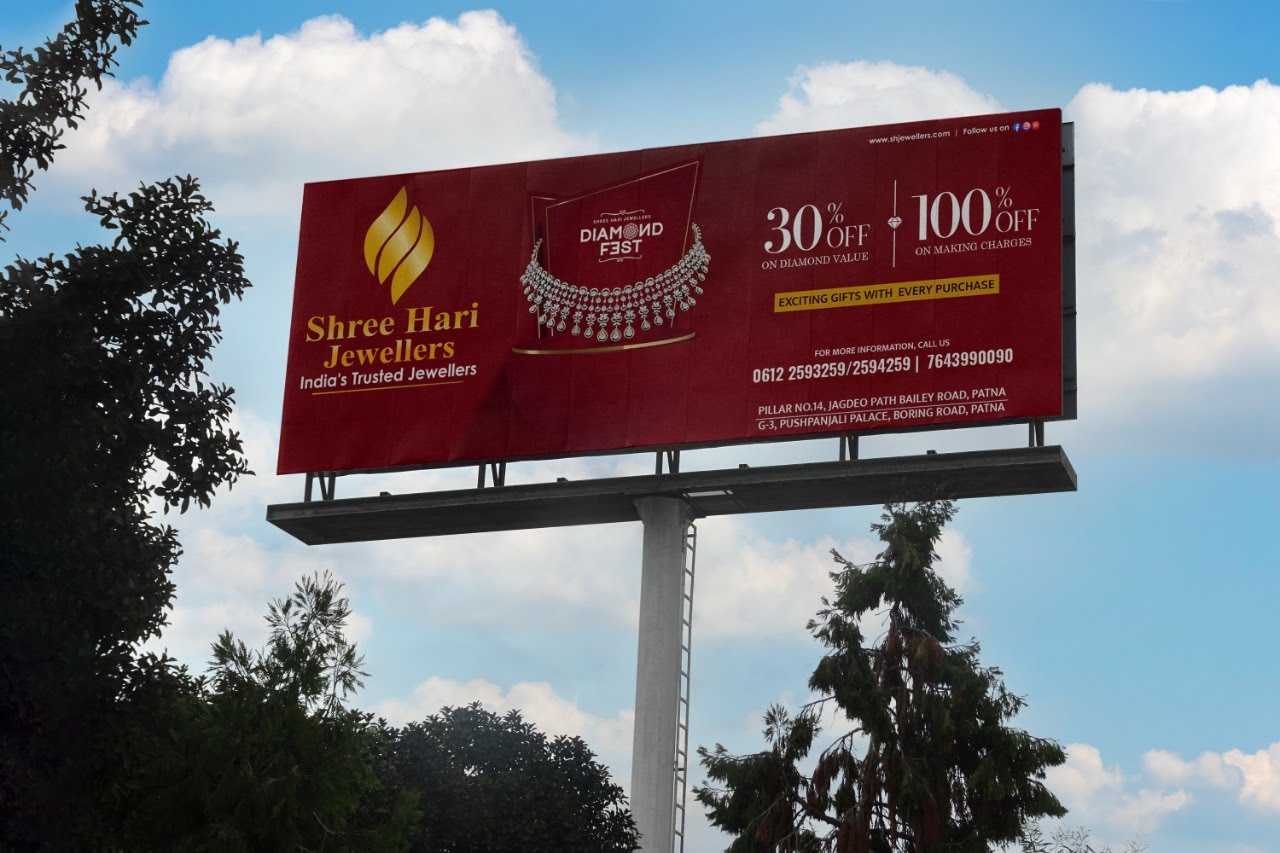 www.shjewellers.com | Follow us on
Shree Hari
Jewellers
India's Trusted Jewellers
SHREE HARI JEWELLERS
DIAMOND
FEST
30% OFF
ON DIAMOND VALUE
100% OFF
ON MAKING CHARGES
EXCITING GIFTS WITH EVERY PURCHASE
FOR MORE INFORMATION, CALL US
0612 2593259/2594259 | 7643990090
PILLAR NO.14, JAGDEO PATH BAILEY ROAD, PATNA
G-3, PUSHPANJALI PALACE, BORING ROAD, PATNA